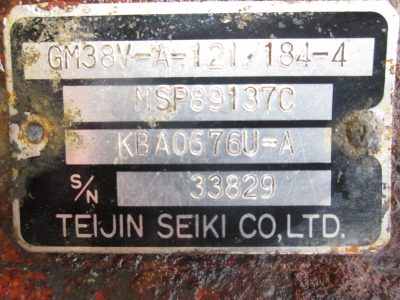 GM38V-A-121/184-4
MSP89137C
KBA0676U-A
S/N 33829
TEIJIN SEIKI CO,LTD.